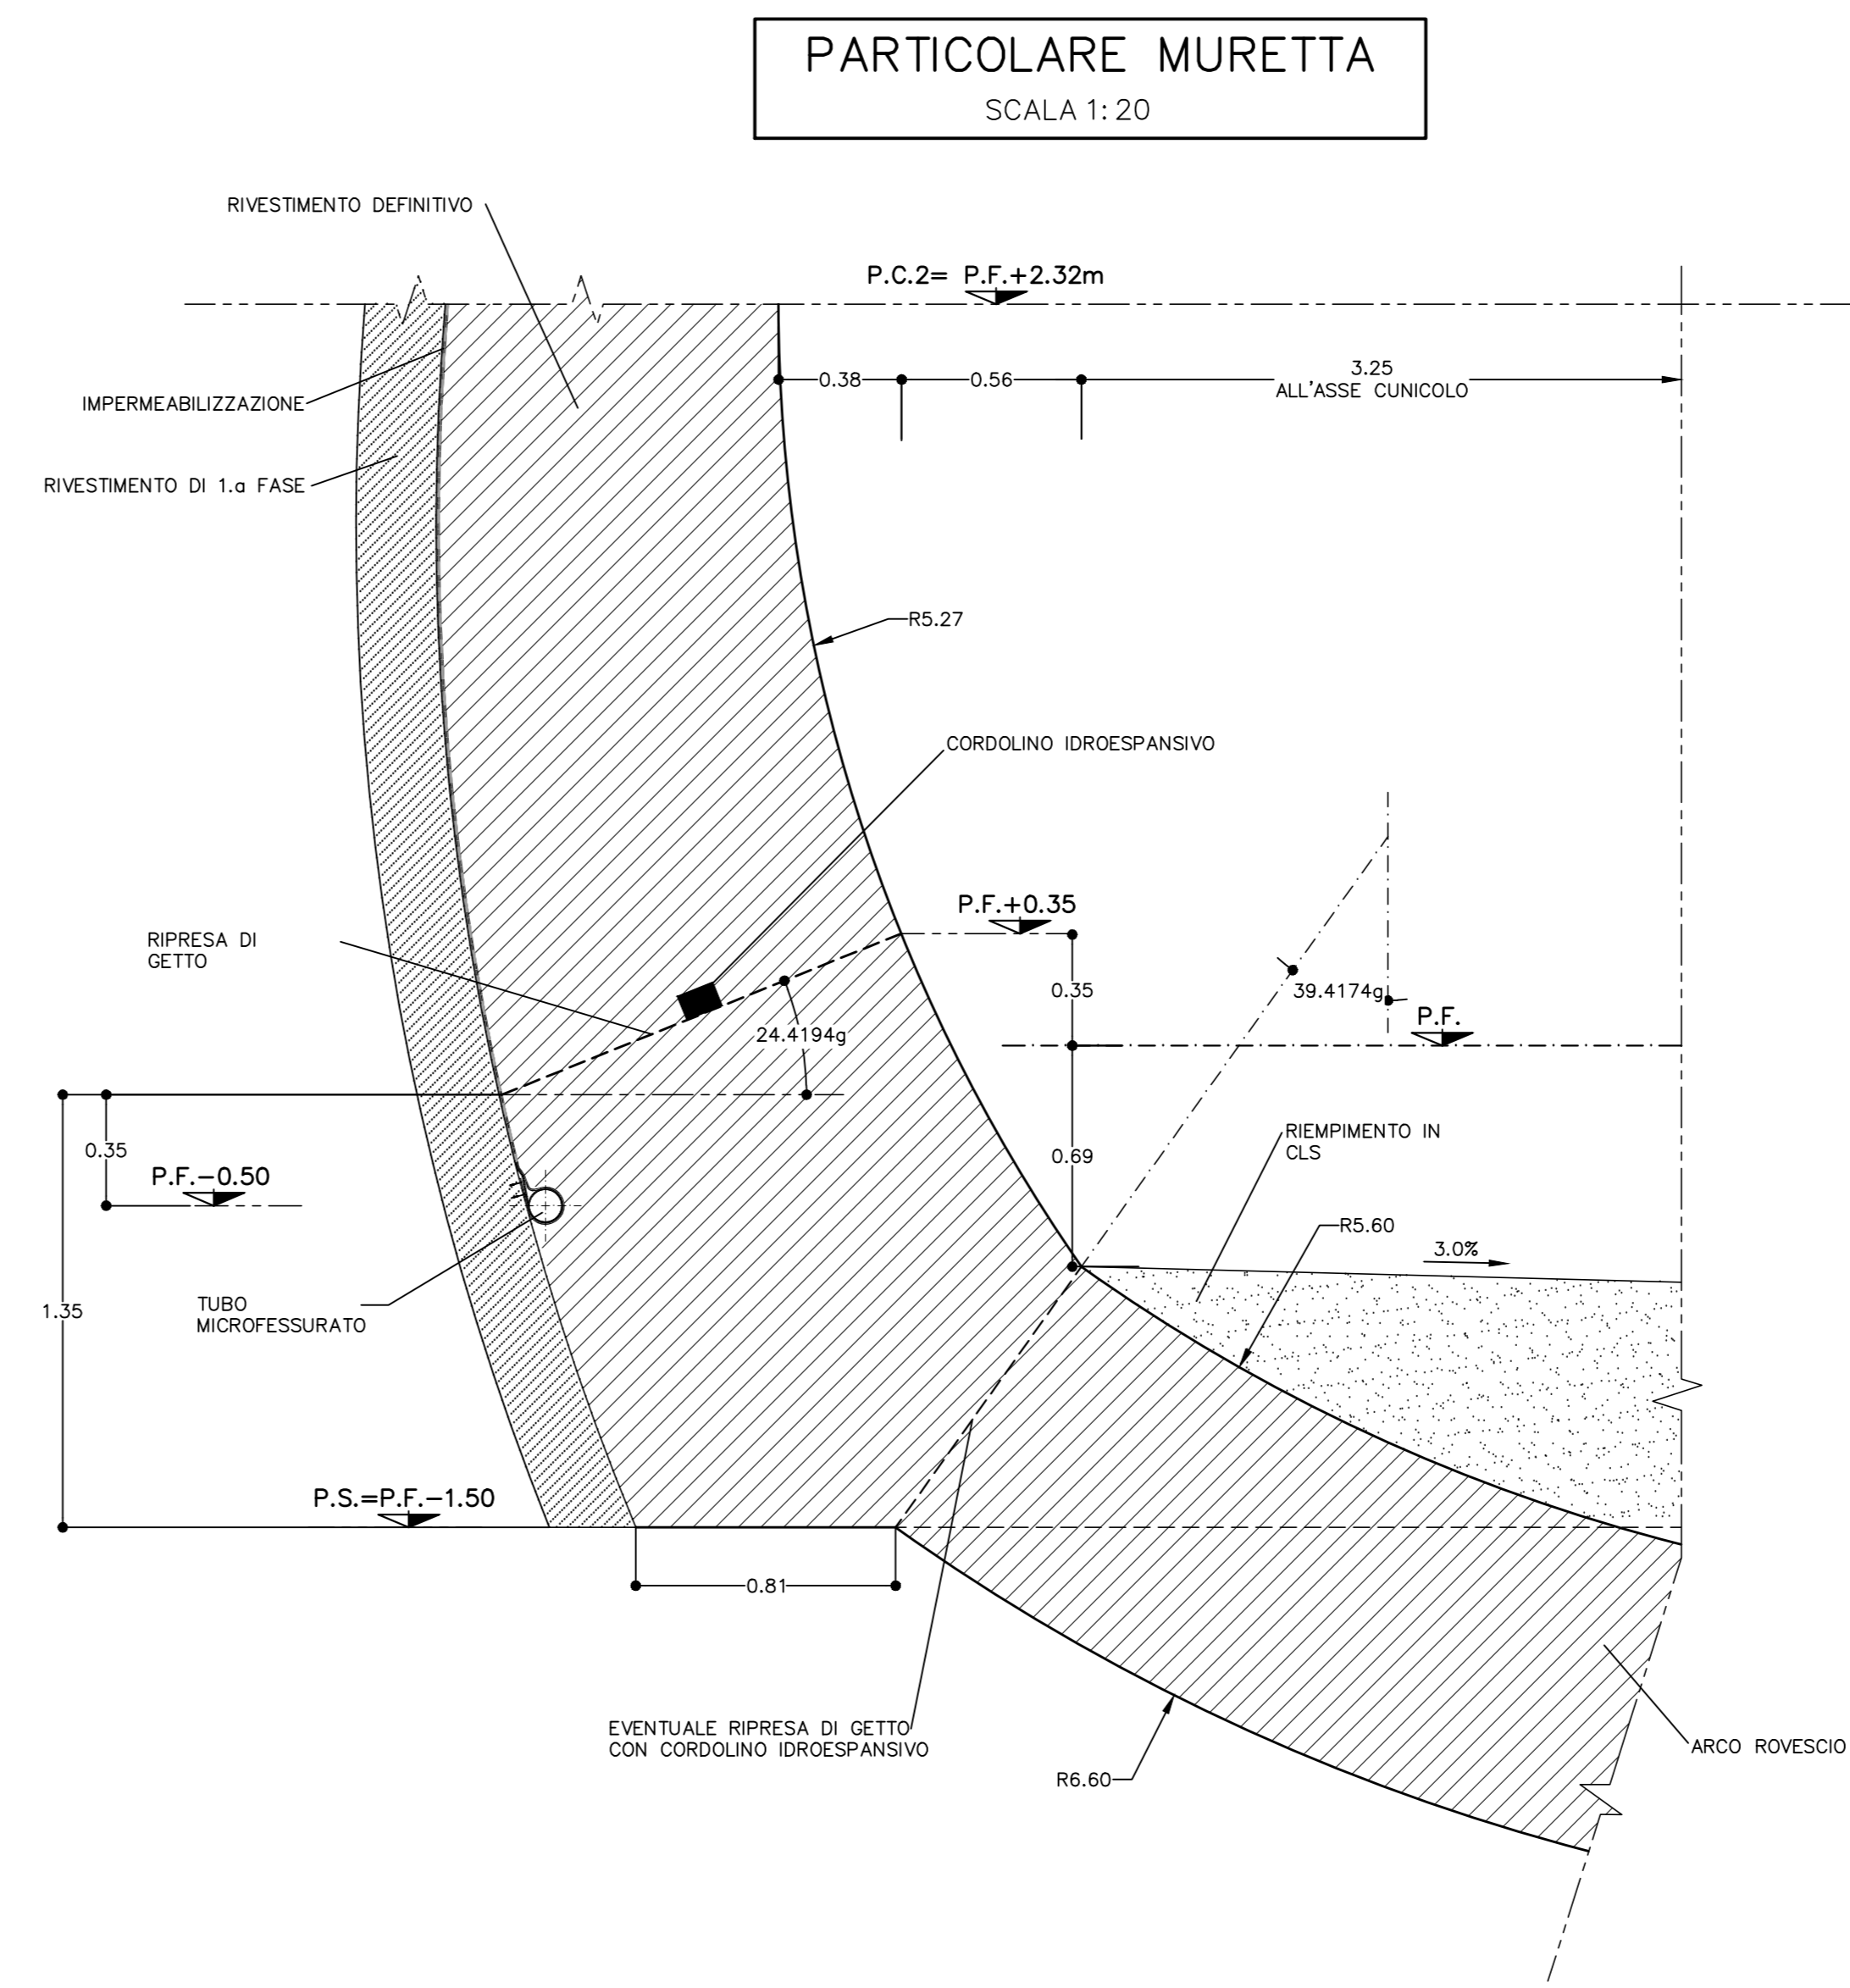 PARTICOLARE MURETTA
SCALA 1:20
RIVESTIMENTO DEFINITIVO
P.C.2= P.F.+2.32m
0.38
0.56
3.25
ALL'ASSE CUNICOLO
IMPERMEABILIZZAZIONE
RIVESTIMENTO DI 1.a FASE
R5.27
CORDOLINO IDROESPANSIVO
P.F.+0.35
RIPRESA DI
GETTO
0.35
39.4174g
P.F.
24.4194g
0.35
P.F.-0.50
0.69
RIEMPIMENTO IN
CLS
R5.60
3.0%
1.35
TUBO
MICROFESSURATO
P.S.=P.F.-1.50
0.81
EVENTUALE RIPRESA DI GETTO
CON CORDOLINO IDROESPANSIVO
R6.60
ARCO ROVESCIO